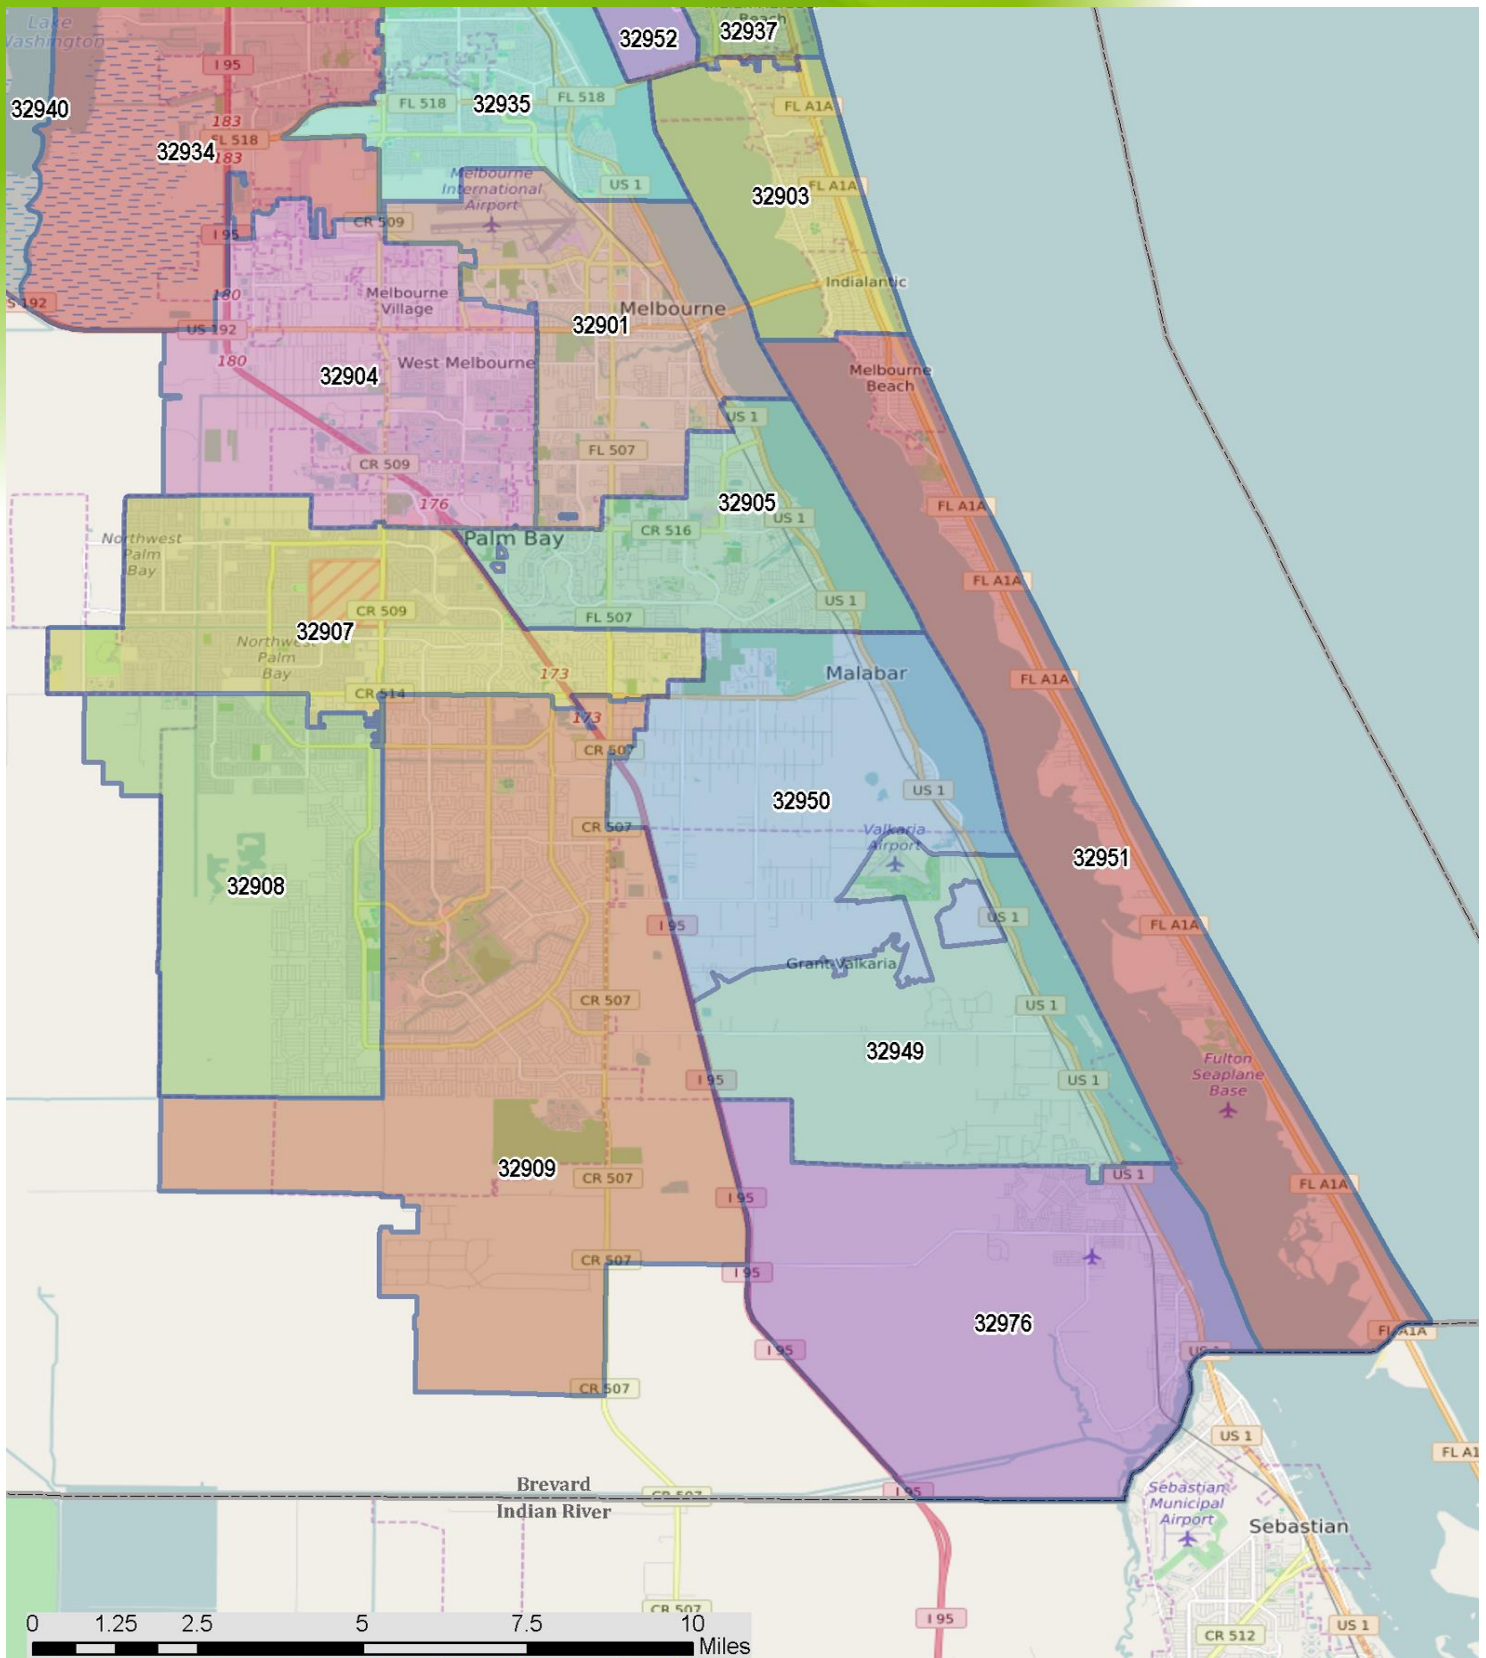 Lake
Washington
Beach
32952
32937
I 95
32940
FL 518
32935
FL 518
FL A1A
183
FL 518
32934
183
Melbourne
International
Airport
US 1
FL A1A
32903
CR 509
I 95
Indialantic
180
Melbourne
Village
Melbourne
US 192
US 192
32901
180
West Melbourne
32904
Melbourne
Beach
US 1
FL 507
CR 509
176
32905
FL A1A
US 1
CR 516
Northwest
Palm
Bay
Palm Bay
FL A1A
CR 509
US 1
FL 507
32907
Northwest
Palm
Bay
173
Malabar
FL A1A
CR 514
173
CR 507
US 1
32950
CR 507
Valkaria
Airport
32951
32908
US 1
I 95
FL A1A
Grant-Valkaria
CR 507
US 1
32949
Fulton
Seaplane
Base
I 95
US 1
32909
CR 507
US 1
FL A1A
I 95
CR 507
I 95
32976
FL A1A
I 95
US 1
CR 507
US 1
FL A1
Brevard
Indian River
CR 507
I 95
Sebastian
Municipal
Airport
Sebastian
CR 507
I 95
CR 512
US 1
0 1.25 2.5 5 7.5 10
Miles